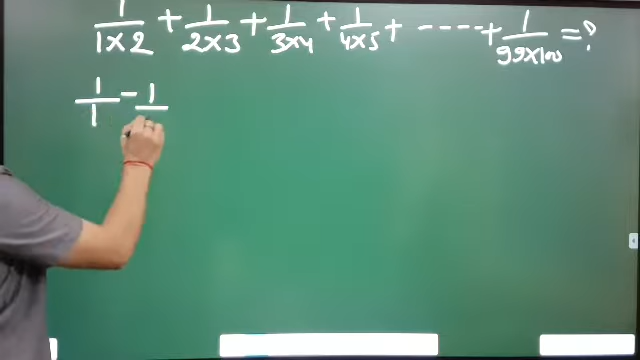 1/1×2 + 1/2×3 + 1/3×4 + 1/4×5 + ---- + 1/99×100 = ?
1/1 - 1/